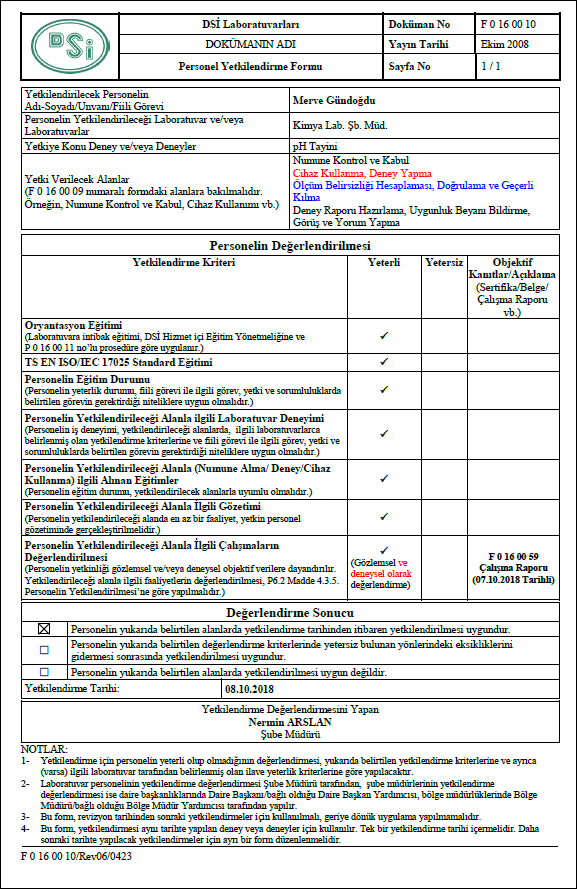 DSİ
DSİ Laboratuvarları
Doküman No
F 0 16 00 10
DOKÜMANIN ADI
Yayın Tarihi
Ekim 2008
Personel Yetkilendirme Formu
Sayfa No
1 / 1
Yetkilendirilecek Personelin
Adı-Soyadı/Unvanı/Fiili Görevi
Merve Gündoğdu
Personelin Yetkilendirileceği Laboratuvar ve/veya
Laboratuvarlar
Kimya Lab. Şb. Müd.
Yetkiye Konu Deney ve/veya Deneyler
pH Tayini
Yetki Verilecek Alanlar
(F 0 16 00 09 numaralı formdaki alanlara bakılmalıdır.
Örneğin, Numune Kontrol ve Kabul, Cihaz Kullanımı vb.)
Numune Kontrol ve Kabul
Cihaz Kullanma, Deney Yapma
Ölçüm Belirsizliği Hesaplaması, Doğrulama ve Geçerli
Kılma
Deney Raporu Hazırlama, Uygunluk Beyanı Bildirme,
Görüş ve Yorum Yapma
Personelin Değerlendirilmesi
Yetkilendirme Kriteri
Yeterli
Yetersiz
Objektif
Kanıtlar/Açıklama
(Sertifika/Belge/
Çalışma Raporu
vb.)
Oryantasyon Eğitimi
(Laboratuvara intibak eğitimi, DSİ Hizmet içi Eğitim Yönetmeliğine ve
P 0 16 00 11 no'lu prosedüre göre uygulanır.)
✓
TS EN ISO/IEC 17025 Standard Eğitimi
✓
Personelin Eğitim Durumu
(Personelin yeterlik durumu, fiili görevi ile ilgili görev, yetki ve sorumluluklarda
belirtilen görevin gerektirdiği niteliklere uygun olmalıdır.)
✓
Personelin Yetkilendirileceği Alanla ilgili Laboratuvar Deneyimi
(Personelin iş deneyimi, yetkilendirileceği alanlarda, ilgili laboratuvarlarca
belirlenmiş olan yetkilendirme kriterlerine ve fiili görevi ile ilgili görev, yetki ve
sorumluluklarda belirtilen görevin gerektirdiği niteliklere uygun olmalıdır.)
✓
Personelin Yetkilendirileceği Alanla (Numune Alma/ Deney/Cihaz
Kullanma) ilgili Alınan Eğitimler
(Personelin eğitim durumu, yetkilendirilecek alanlarla uyumlu olmalıdır.)
✓
Personelin Yetkilendirileceği Alanla İlgili Gözetimi
(Personelin yetkilendirileceği alanda en az bir faaliyet, yetkin personel
gözetiminde gerçekleştirilmelidir.)
✓
Personelin Yetkilendirileceği Alanla İlgili Çalışmaların
Değerlendirilmesi
(Personelin yetkinliği gözlemsel ve/veya deneysel objektif verilere dayandırılır.
Yetkilendirileceği alanla ilgili faaliyetlerin değerlendirilmesi, P6.2 Madde 4.3.5.
Personelin Yetkilendirilmesi'ne göre yapılmalıdır.)
✓
(Gözlemsel ve
deneysel olarak
değerlendirme)
F 0 16 00 59
Çalışma Raporu
(07.10.2018 Tarihli)
Değerlendirme Sonucu
☒ Personelin yukarıda belirtilen alanlarda yetkilendirme tarihinden itibaren yetkilendirilmesi uygundur.
☐ Personelin yukarıda belirtilen değerlendirme kriterlerinde yetersiz bulunan yönlerindeki eksikliklerini
gidermesi sonrasında yetkilendirilmesi uygundur.
☐ Personelin yukarıda belirtilen alanlarda yetkilendirilmesi uygun değildir.
Yetkilendirme Tarihi:
08.10.2018
Yetkilendirme Değerlendirmesini Yapan
Nermin ARSLAN
Şube Müdürü
NOTLAR:
1- Yetkilendirme için personelin yeterli olup olmadığının değerlendirmesi, yukarıda belirtilen yetkilendirme kriterlerine ve ayrıca
(varsa) ilgili laboratuvar tarafından belirlenmiş olan ilave yeterlik kriterlerine göre yapılacaktır.
2- Laboratuvar personelinin yetkilendirme değerlendirmesi Şube Müdürü tarafından, şube müdürlerinin yetkilendirme
değerlendirmesi ise daire başkanlıklarında Daire Başkanı/bağlı olduğu Daire Başkan Yardımcısı, bölge müdürlüklerinde Bölge
Müdürü/bağlı olduğu Bölge Müdür Yardımcısı tarafından yapılır.
3- Bu form, revizyon tarihinden sonraki yetkilendirmeler için kullanılmalı, geriye dönük uygulama yapılmamalıdır.
4- Bu form, yetkilendirmesi aynı tarihte yapılan deney veya deneyler için kullanılır. Tek bir yetkilendirme tarihi içermelidir. Daha
sonraki tarihte yapılacak yetkilendirmeler için ayrı bir form düzenlenmelidir.
F 0 16 00 10/Rev06/0423